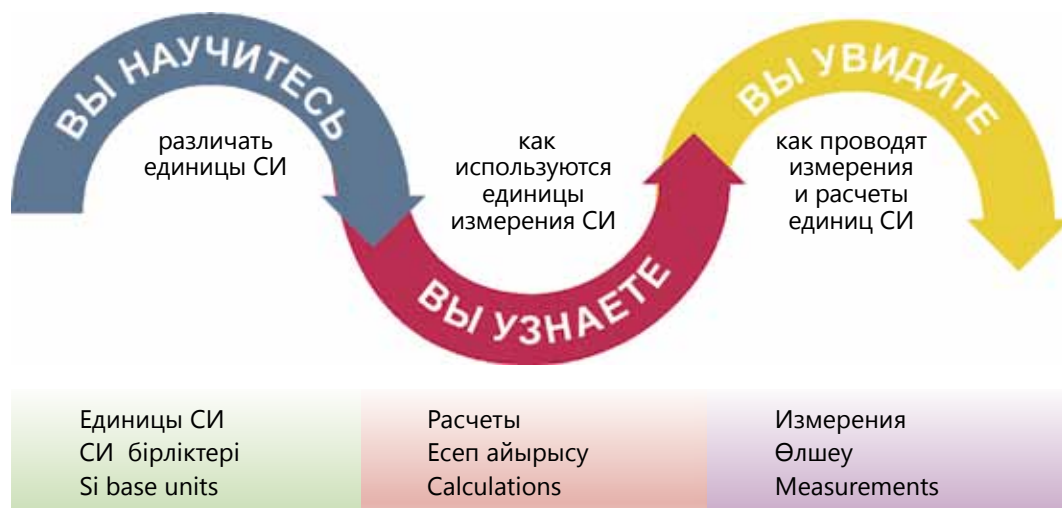 ВЫ НАУЧИТЕСЬ
различать
единицы СИ
ВЫ УЗНАЕТЕ
как
используются
единицы
измерения СИ
ВЫ УВИДИТЕ
как проводят
измерения
и расчеты
единиц СИ
Единицы СИ
СИ бірліктері
Si base units
Расчеты
Есеп айырысу
Calculations
Измерения
Өлшеу
Measurements